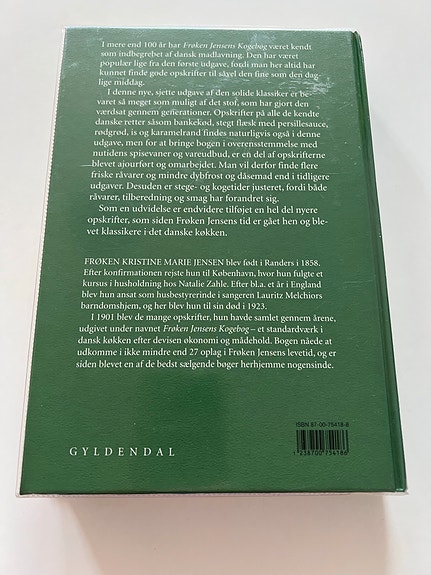 I mere end 100 år har Frøken Jensens Kogebog været kendt
som indbegrebet af dansk madlavning. Den har været
populær lige fra den første udgave, fordi man her altid har
kunnet finde gode opskrifter til såvel den fine som den dag-
lige middag.
I denne nye, sjette udgave af den solide klassiker er be-
varet så meget som muligt af det stof, som har gjort den
værdsat gennem generationer. Opskrifter på alle de kendte
danske retter såsom bankekød, stegt flæsk med persillesauce,
rødgrød, is og karamelrand findes naturligvis også i denne
udgave, men for at bringe bogen i overensstemmelse med
nutidens spisevaner og vareudbud, er en del af opskrifterne
blevet ajourført og omarbejdet. Man vil derfor finde flere
friske råvarer og mindre dybfrost og dåsemad end i tidligere
udgaver. Desuden er stege- og kogetider justeret, fordi både
råvarer, tilberedning og smag har forandret sig.
Som en udvidelse er endvidere tilføjet en hel del nyere
opskrifter, som siden Frøken Jensens tid er gået hen og ble-
vet klassikere i det danske køkken.
FRØKEN KRISTINE MARIE JENSEN blev født i Randers i 1858.
Efter konfirmationen rejste hun til København, hvor hun fulgte et
kursus i husholdning hos Natalie Zahle. Efter bl.a. et år i England
blev hun ansat som husbestyrerinde i sangeren Lauritz Melchiors
barndomshjem, og her blev hun til sin død i 1923.
I 1901 blev de mange opskrifter, hun havde samlet gennem årene,
udgivet under navnet Frøken Jensens Kogebog – et standardværk i
dansk køkken efter devisen økonomi og mådehold. Bogen nåede at
udkomme i ikke mindre end 27 oplag i Frøken Jensens levetid, og er
siden blevet en af de bedst sælgende bøger herhjemme nogensinde.
ISBN 87-00-75418-8
GYLDENDAL
1 238700 754186